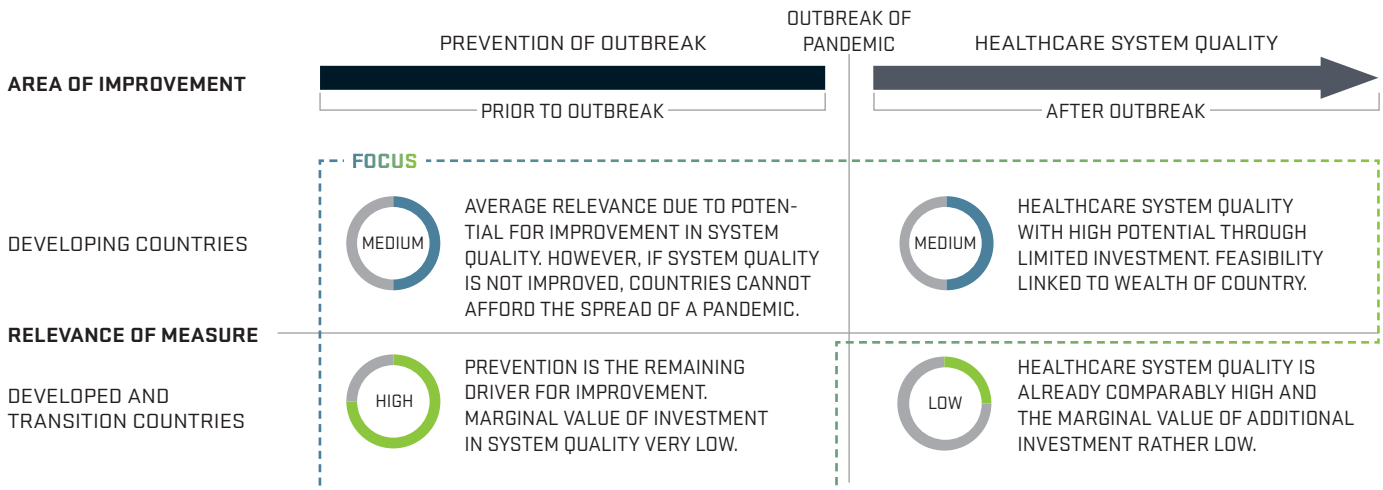 OUTBREAK OF
PANDEMIC
PREVENTION OF OUTBREAK
HEALTHCARE SYSTEM QUALITY
AREA OF IMPROVEMENT
PRIOR TO OUTBREAK
AFTER OUTBREAK
FOCUS
DEVELOPING COUNTRIES
MEDIUM
AVERAGE RELEVANCE DUE TO POTEN-
TIAL FOR IMPROVEMENT IN SYSTEM
QUALITY. HOWEVER, IF SYSTEM QUALITY
IS NOT IMPROVED, COUNTRIES CANNOT
AFFORD THE SPREAD OF A PANDEMIC.
MEDIUM
HEALTHCARE SYSTEM QUALITY
WITH HIGH POTENTIAL THROUGH
LIMITED INVESTMENT. FEASIBILITY
LINKED TO WEALTH OF COUNTRY.
RELEVANCE OF MEASURE
DEVELOPED AND
TRANSITION COUNTRIES
HIGH
PREVENTION IS THE REMAINING
DRIVER FOR IMPROVEMENT.
MARGINAL VALUE OF INVESTMENT
IN SYSTEM QUALITY VERY LOW.
LOW
HEALTHCARE SYSTEM QUALITY IS
ALREADY COMPARABLY HIGH AND
THE MARGINAL VALUE OF ADDITIONAL
INVESTMENT RATHER LOW.